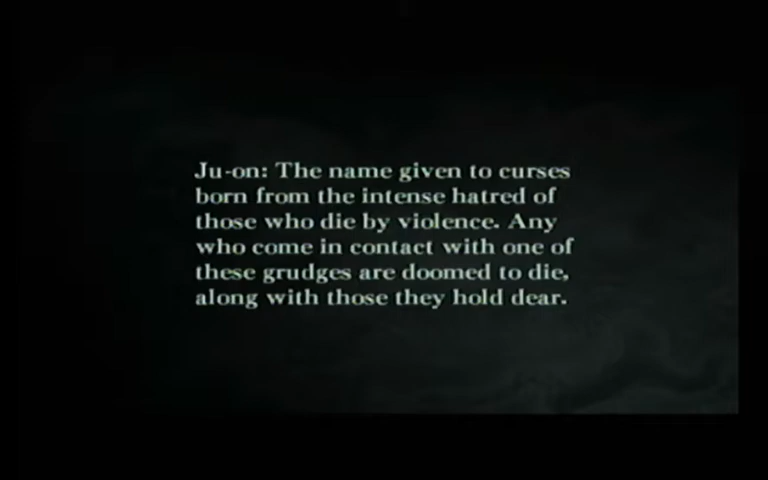 Ju-on: The name given to curses
born from the intense hatred of
those who die by violence. Any
who come in contact with one of
these grudges are doomed to die,
along with those they hold dear.